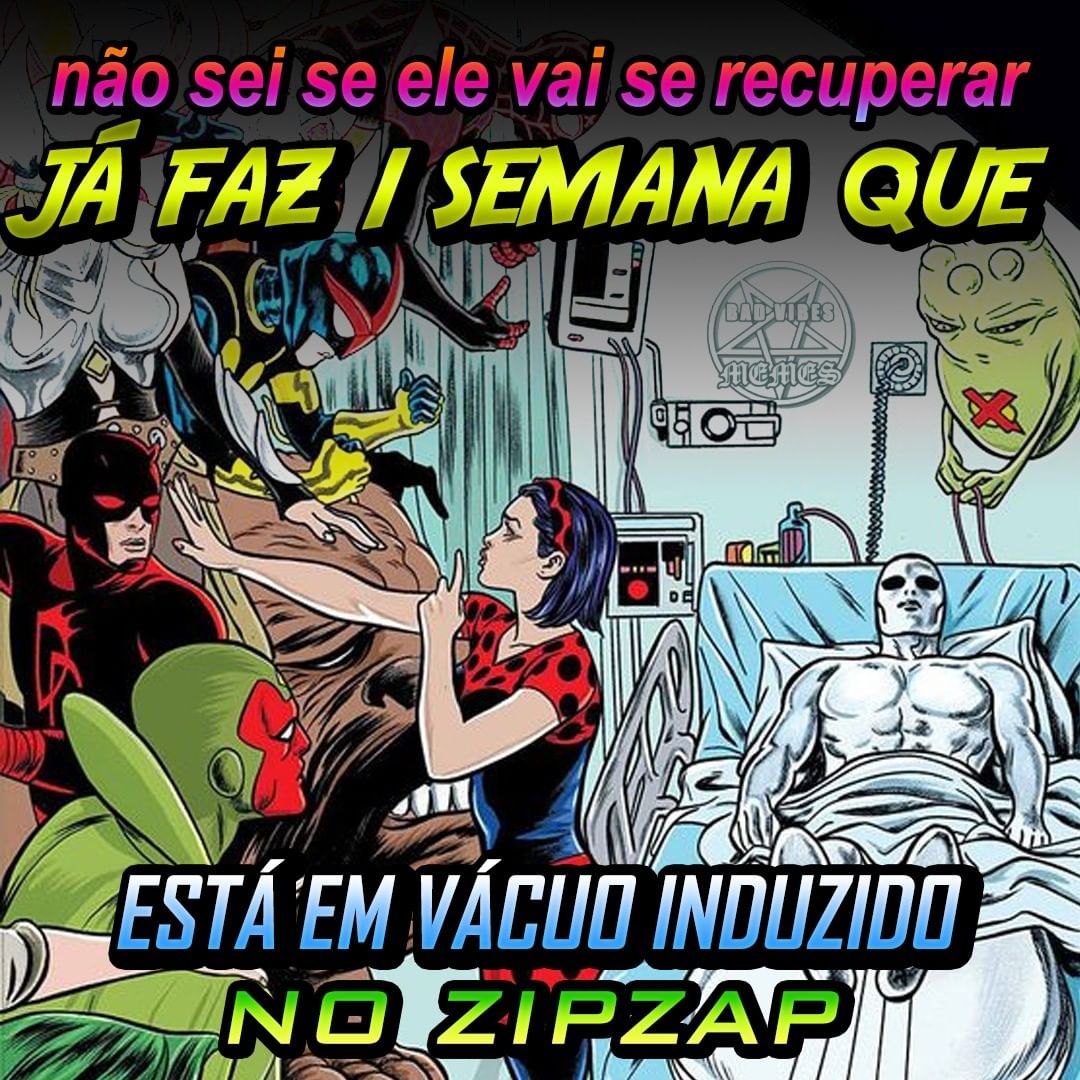 não sei se ele vai se recuperar
JÁ FAZ 1 SEMANA QUE
BAD VIBES
MEMES
ESTÁ EM VÁCUO INDUZIDO
NO ZIPZAP